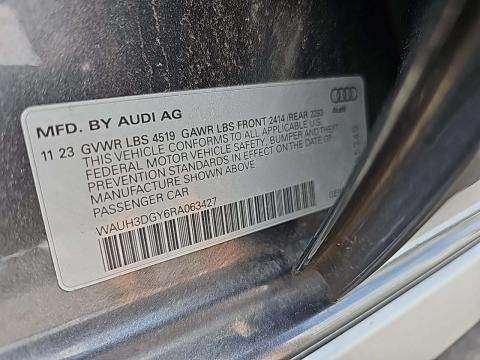 MFD. BY AUDI AG
Audi
11 23 GVWR LBS 4519 GAWR LBS FRONT 2414 /REAR
THIS VEHICLE CONFORMS TO ALL APPLICABLE U.S.
FEDERAL MOTOR VEHICLE SAFETY, BUMPER AND THEFT
PREVENTION STANDARDS IN EFFECT ON THE DATE OF
MANUFACTURE SHOWN ABOVE
PASSENGER CAR
WAUH3DGY6RA063427